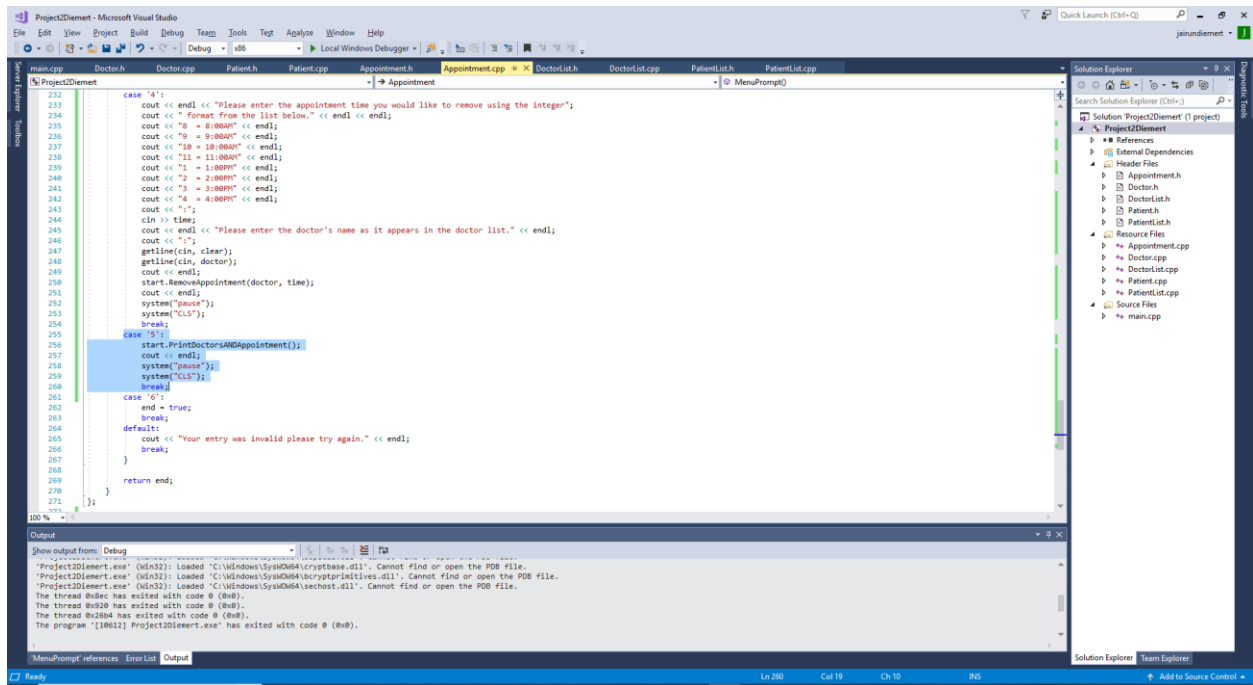 Project2Diemert - Microsoft Visual Studio
Quick Launch (Ctrl+Q)
File Edit View Project Build Debug Team Tools Test Analyze Window Help
jairundiemert J
Debug x86 Local Windows Debugger
Server Explorer
Toolbox
main.cpp Doctor.h Doctor.cpp Patient.h Patient.cpp Appointment.h Appointment.cpp DoctorList.h DoctorList.cpp PatientList.h PatientList.cpp
Project2Diemert Appointment MenuPrompt()
232 case '4':
233 cout << endl << "Please enter the appointment time you would like to remove using the integer";
234 cout << " format from the list below." << endl << endl;
235 cout << "8 = 8:00AM" << endl;
236 cout << "9 = 9:00AM" << endl;
237 cout << "10 = 10:00AM" << endl;
238 cout << "11 = 11:00AM" << endl;
239 cout << "1 = 1:00PM" << endl;
240 cout << "2 = 2:00PM" << endl;
241 cout << "3 = 3:00PM" << endl;
242 cout << "4 = 4:00PM" << endl;
243 cout << ":";
244 cin >> time;
245 cout << endl << "Please enter the doctor's name as it appears in the doctor list." << endl;
246 cout << ":";
247 getline(cin, clear);
248 getline(cin, doctor);
249 cout << endl;
250 start.RemoveAppointment(doctor, time);
251 cout << endl;
252 system("pause");
253 system("CLS");
254 break;
255 case '5':
256 start.PrintDoctorsANDAppointment();
257 cout << endl;
258 system("pause");
259 system("CLS");
260 break;
261 case '6':
262 end = true;
263 break;
264 default:
265 cout << "Your entry was invalid please try again." << endl;
266 break;
267 }
268
269 return end;
270 }
271 };
100 %
Solution Explorer
Search Solution Explorer (Ctrl+;)
Solution 'Project2Diemert' (1 project)
Project2Diemert
References
External Dependencies
Header Files
Appointment.h
Doctor.h
DoctorList.h
Patient.h
PatientList.h
Resource Files
Appointment.cpp
Doctor.cpp
DoctorList.cpp
Patient.cpp
PatientList.cpp
Source Files
main.cpp
Diagnostic Tools
Output
Show output from: Debug
'Project2Diemert.exe' (Win32): Loaded 'C:\Windows\SysWOW64\cryptbase.dll'. Cannot find or open the PDB file.
'Project2Diemert.exe' (Win32): Loaded 'C:\Windows\SysWOW64\bcryptprimitives.dll'. Cannot find or open the PDB file.
'Project2Diemert.exe' (Win32): Loaded 'C:\Windows\SysWOW64\sechost.dll'. Cannot find or open the PDB file.
The thread 0x8ec has exited with code 0 (0x0).
The thread 0x920 has exited with code 0 (0x0).
The thread 0x26b4 has exited with code 0 (0x0).
The program '[10612] Project2Diemert.exe' has exited with code 0 (0x0).
'MenuPrompt' references Error List Output
Solution Explorer Team Explorer
Ready Ln 260 Col 19 Ch 10 INS Add to Source Control